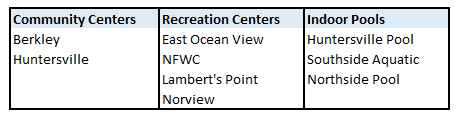 Community Centers Recreation Centers Indoor Pools
Berkley East Ocean View Huntersville Pool
Huntersville NFWC Southside Aquatic
Lambert's Point Northside Pool
Norview